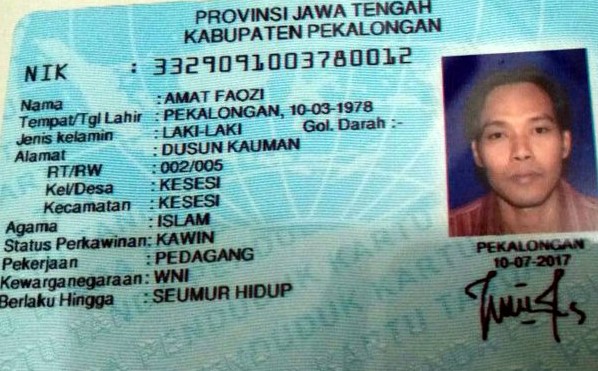 PROVINSI JAWA TENGAH
KABUPATEN PEKALONGAN
NIK : 3329091003780012
Nama : AMAT FAOZI
Tempat/Tgl Lahir : PEKALONGAN, 10-03-1978
Jenis kelamin : LAKI-LAKI Gol. Darah :-
Alamat : DUSUN KAUMAN
RT/RW : 002/005
Kel/Desa : KESESI
Kecamatan : KESESI
Agama : ISLAM
Status Perkawinan: KAWIN
Pekerjaan : PEDAGANG
Kewarganegaraan: WNI
Berlaku Hingga : SEUMUR HIDUP
PEKALONGAN
10-07-2017